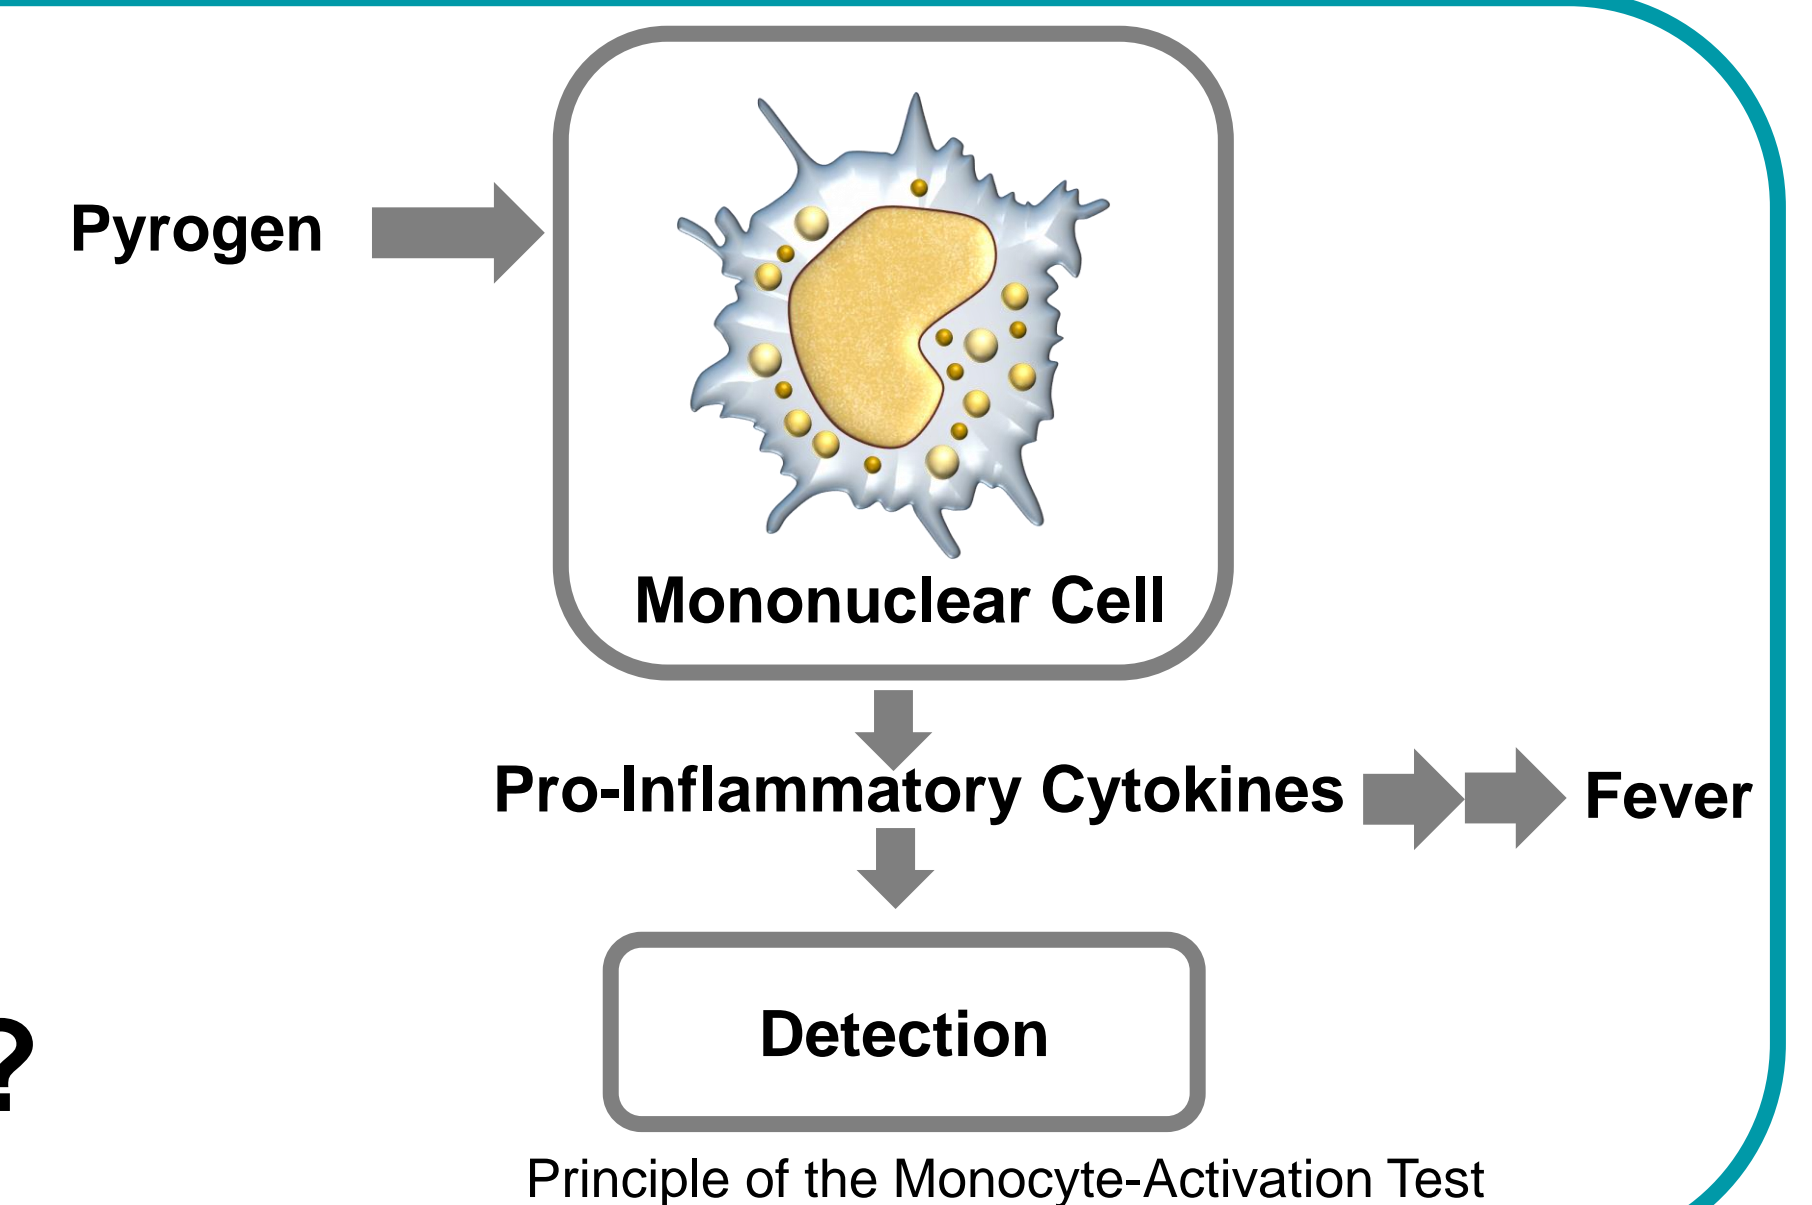 Pyrogen
Mononuclear Cell
Pro-Inflammatory Cytokines
Fever
Detection
?
Principle of the Monocyte-Activation Test